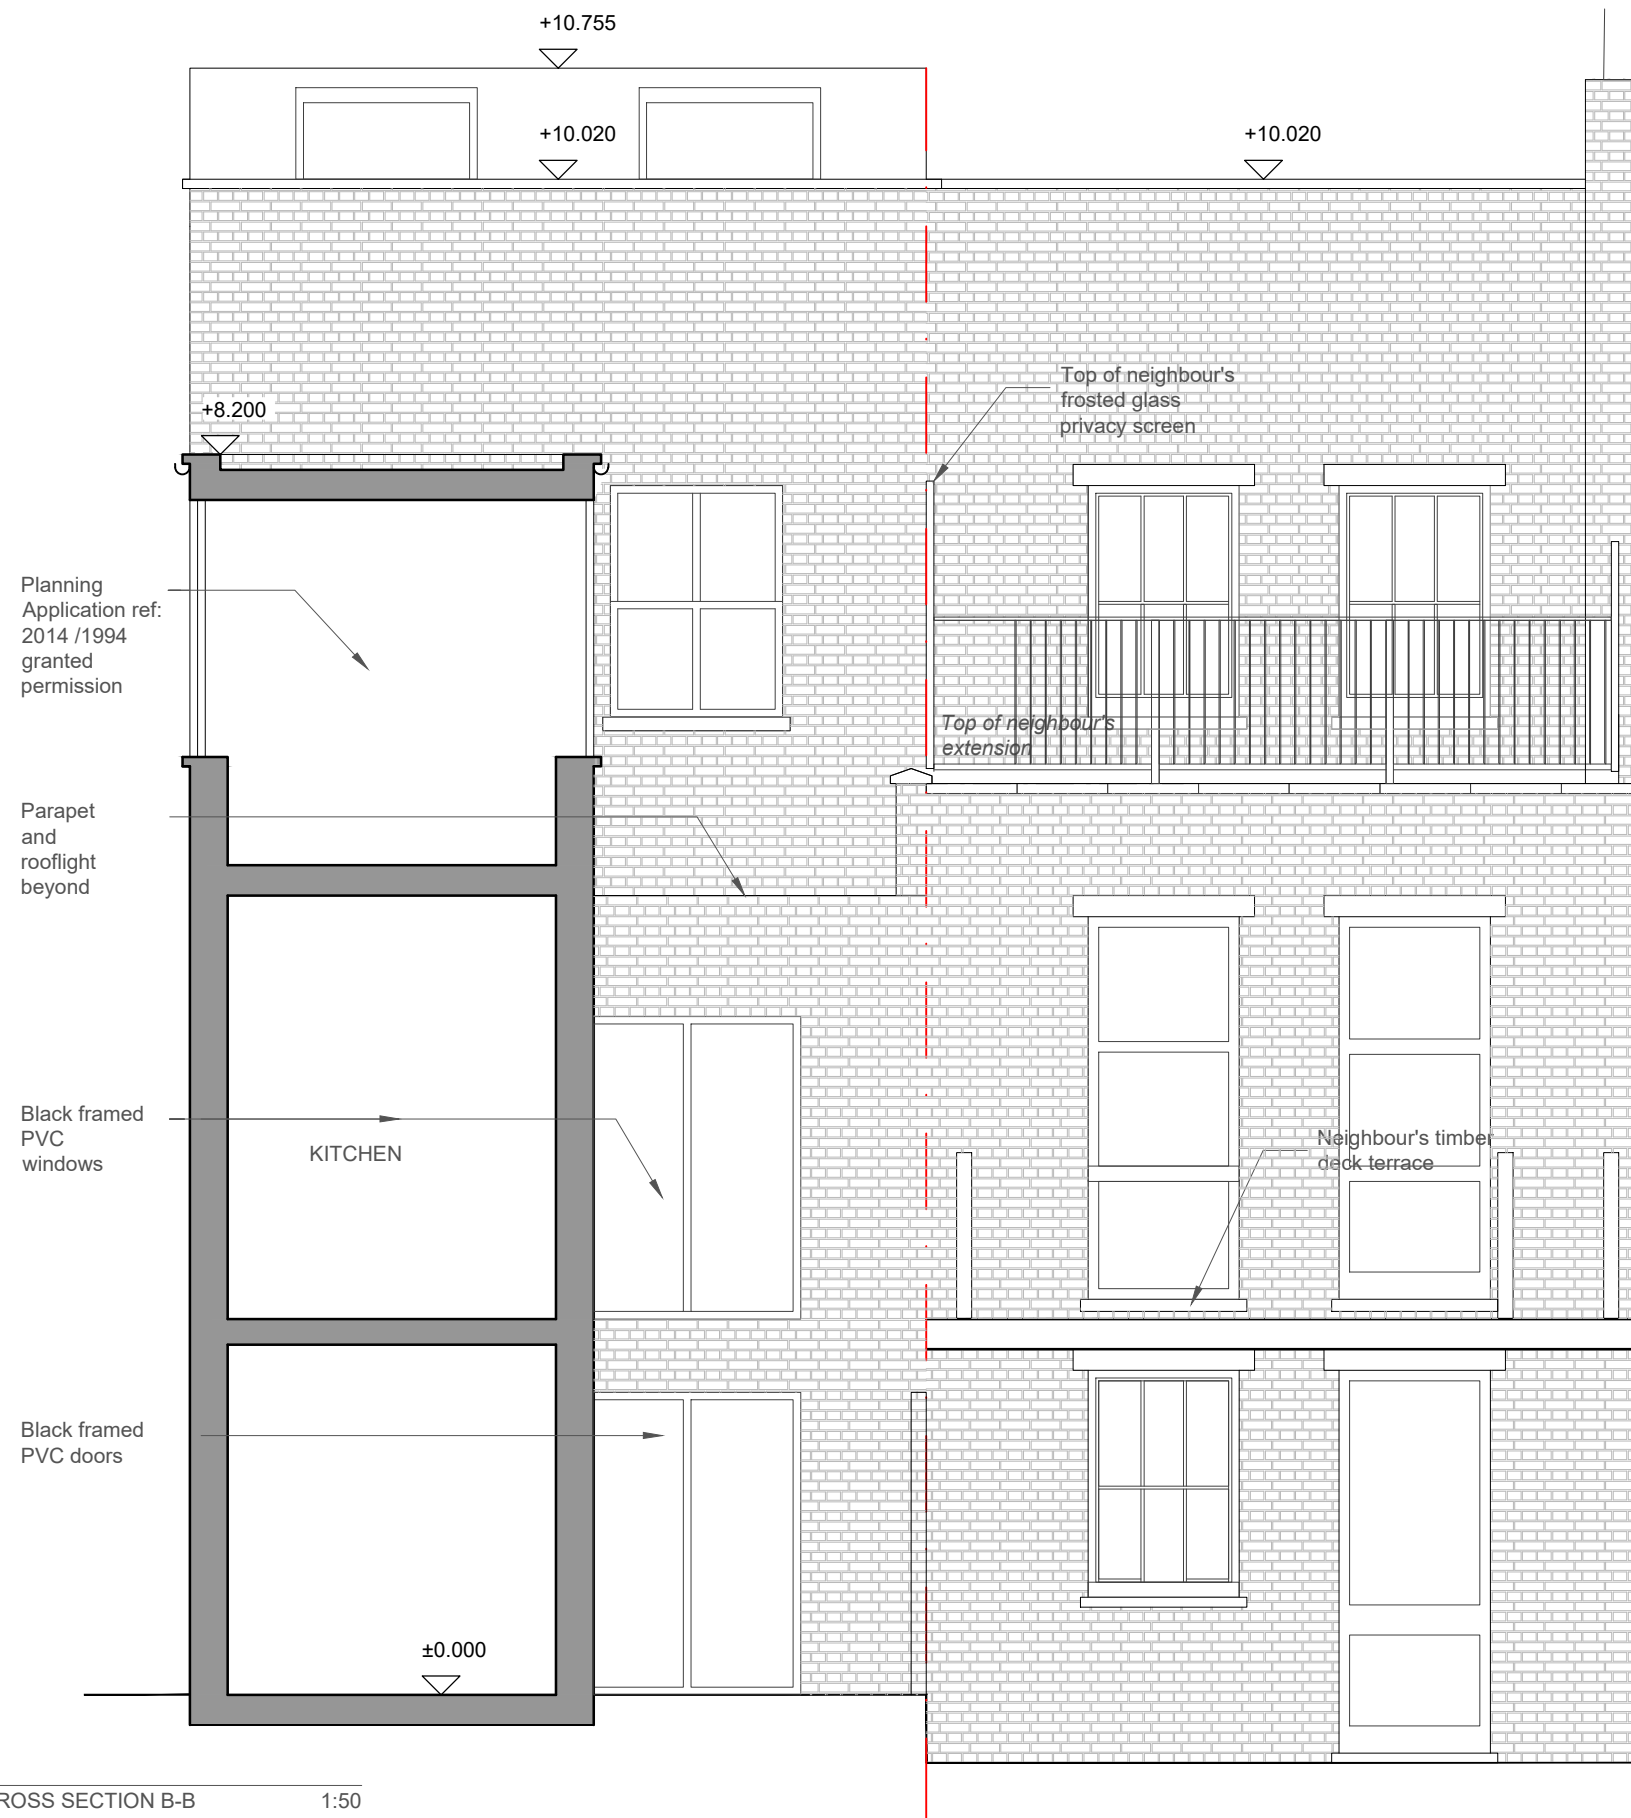 +10.755
+10.020
+10.020
Top of neighbour's
frosted glass
privacy screen
+8.200
Planning
Application ref:
2014 /1994
granted
permission
Top of neighbour's
extension
Parapet
and
rooflight
beyond
Black framed
PVC
windows
KITCHEN
Neighbour's timber
deck terrace
Black framed
PVC doors
±0.000
ROSS SECTION B-B 1:50